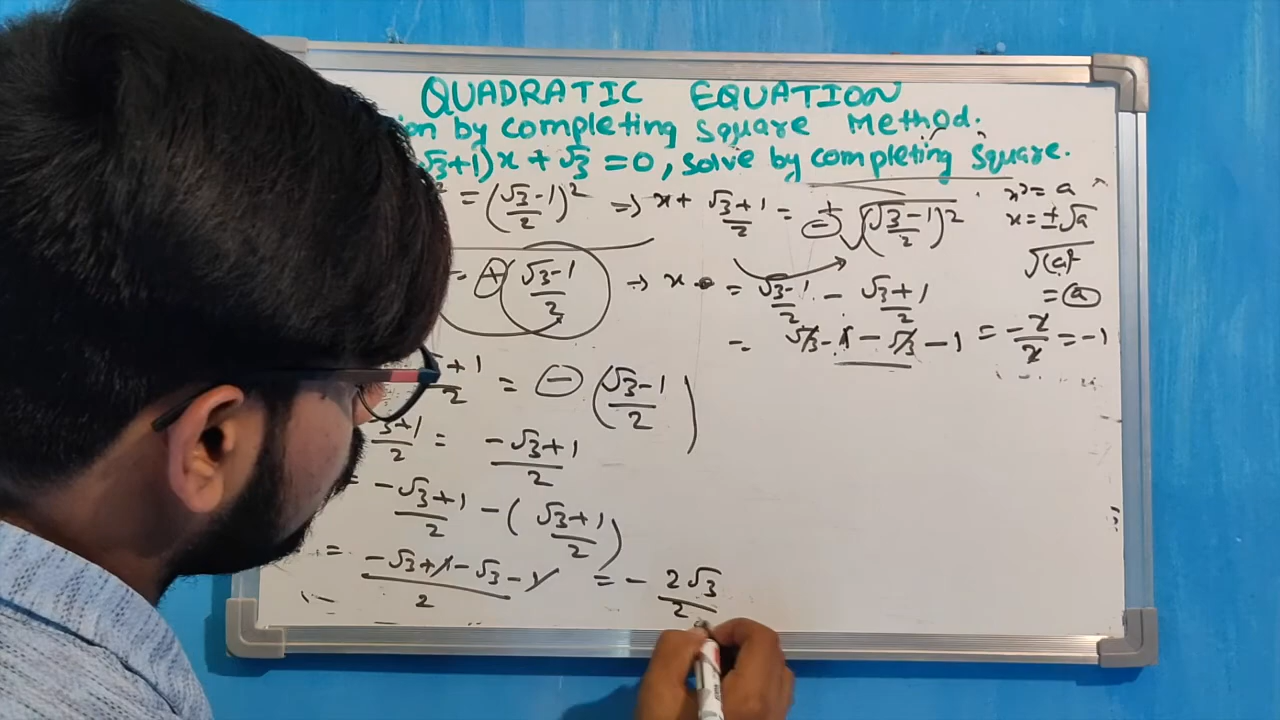 QUADRATIC EQUATION
by completing square Method.
√3+1)x + √3 = 0, solve by completing square.
² = (√3-1/2)² => x + √3+1/2 = ±√(√3-1/2)²
x² = a
x = ±√a
√(a)²
= a
= + (√3-1/2) → x = √3-1/2 - √3+1/2
= √3 - 1 - √3 - 1 = -2/2 = -1
+1/2 = - (√3-1/2)
√3+1/2 = -√3+1/2
= -√3+1/2 - (√3+1/2)
= -√3+1-√3-1/2 = - 2√3/2